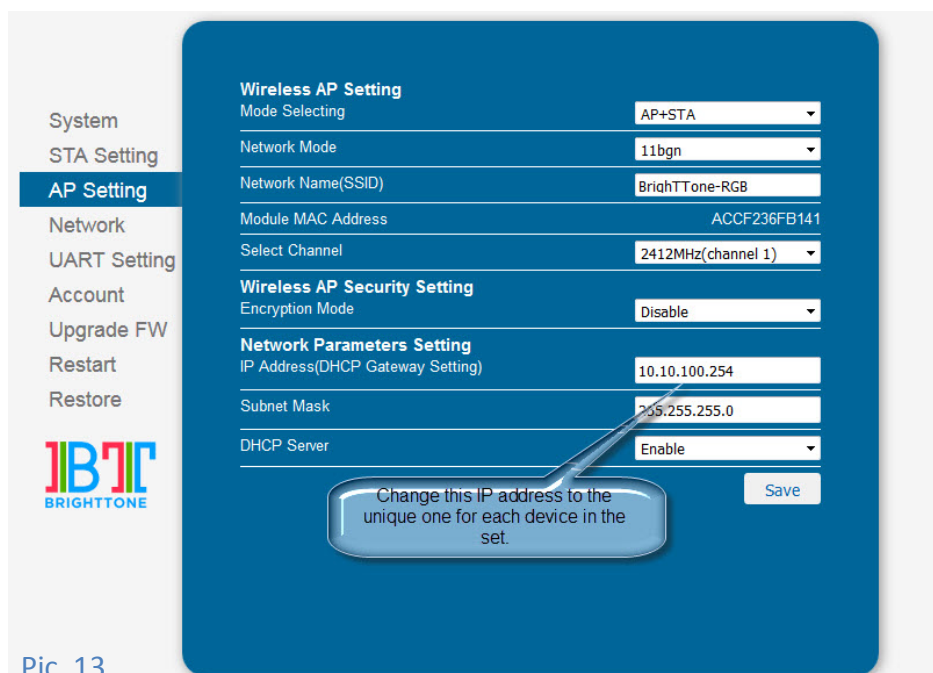 System
STA Setting
AP Setting
Network
UART Setting
Account
Upgrade FW
Restart
Restore
BRIGHTTONE
Wireless AP Setting
Mode Selecting AP+STA
Network Mode 11bgn
Network Name(SSID) BrighTTone-RGB
Module MAC Address ACCF236FB141
Select Channel 2412MHz(channel 1)
Wireless AP Security Setting
Encryption Mode Disable
Network Parameters Setting
IP Address(DHCP Gateway Setting) 10.10.100.254
Subnet Mask 255.255.255.0
DHCP Server Enable
Save
Change this IP address to the
unique one for each device in the
set.
Pic. 13